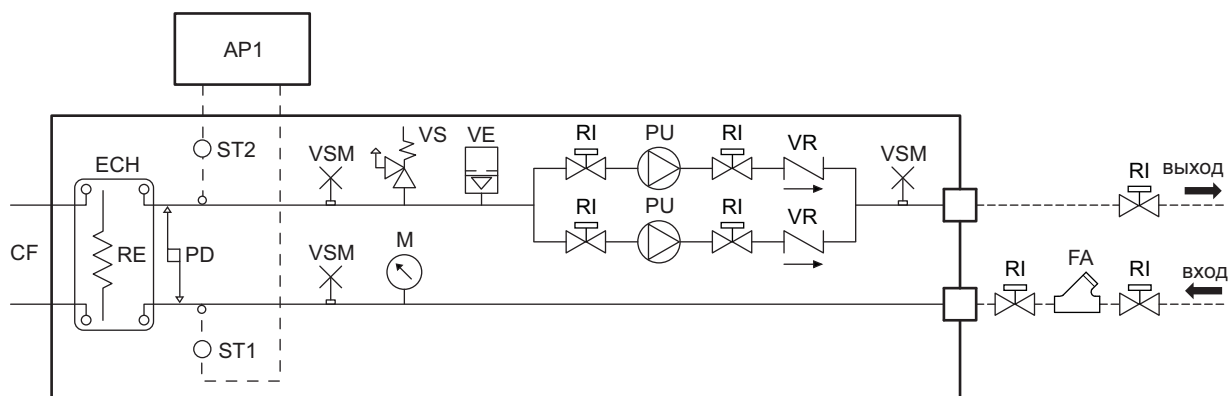 AP1
ST2
ECH
VSM
VS
VE
RI
PU
RI
VR
VSM
RI
выход
CF
RE
PD
VSM
M
RI
PU
RI
VR
RI
FA
RI
вход
ST1